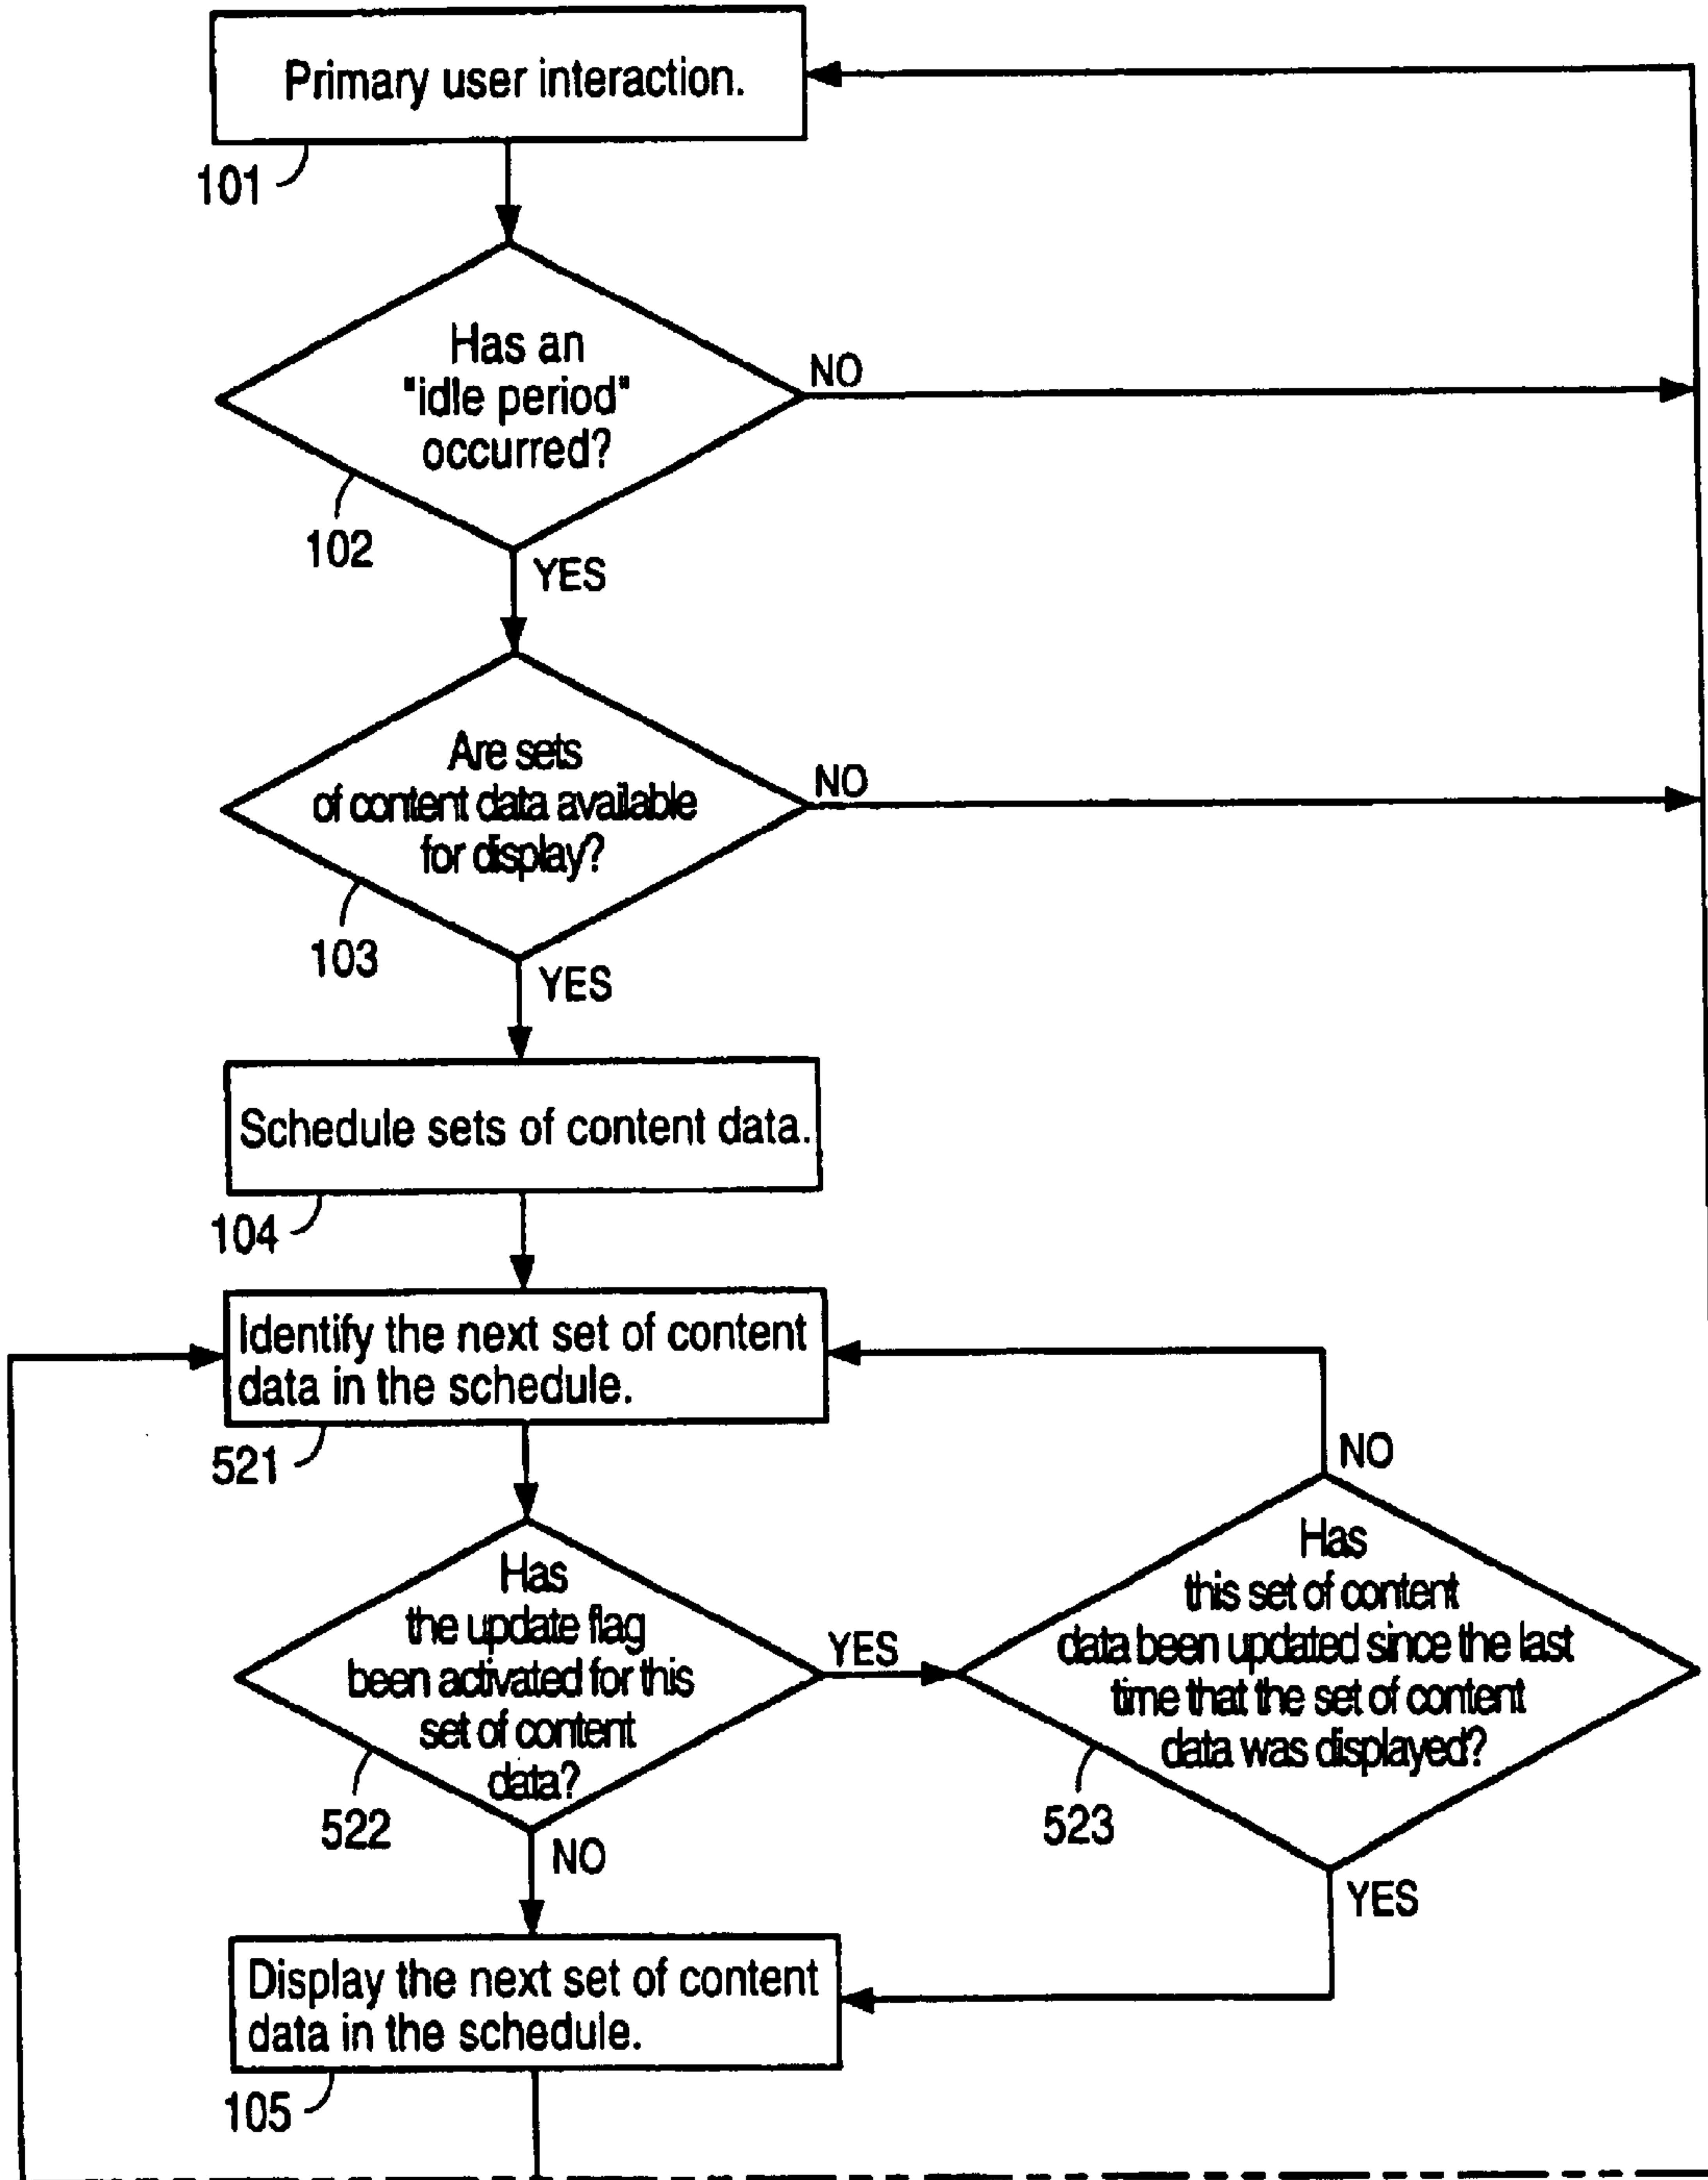 Primary user interaction.
101
Has an
"idle period"
occurred?
NO
102
YES
Are sets
of content data available
for display?
NO
103
YES
Schedule sets of content data.
104
Identify the next set of content
data in the schedule.
521
NO
Has
the update flag
been activated for this
set of content
data?
YES
522
NO
Has
this set of content
data been updated since the last
time that the set of content
data was displayed?
523
YES
Display the next set of content
data in the schedule.
105